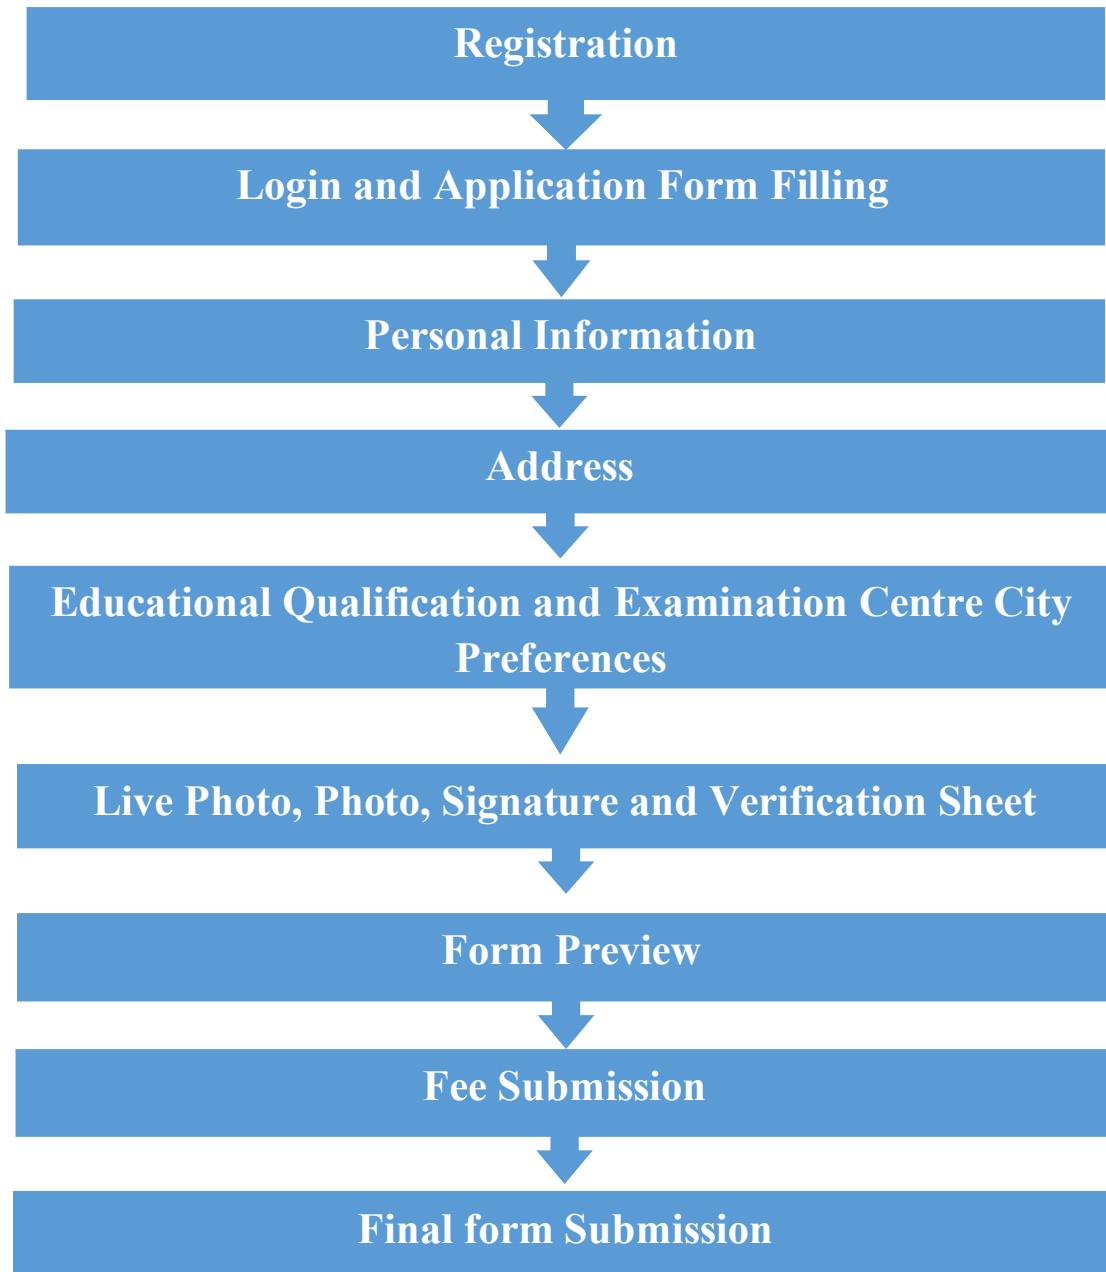 Registration
Login and Application Form Filling
Personal Information
Address
Educational Qualification and Examination Centre City
Preferences
Live Photo, Photo, Signature and Verification Sheet
Form Preview
Fee Submission
Final form Submission